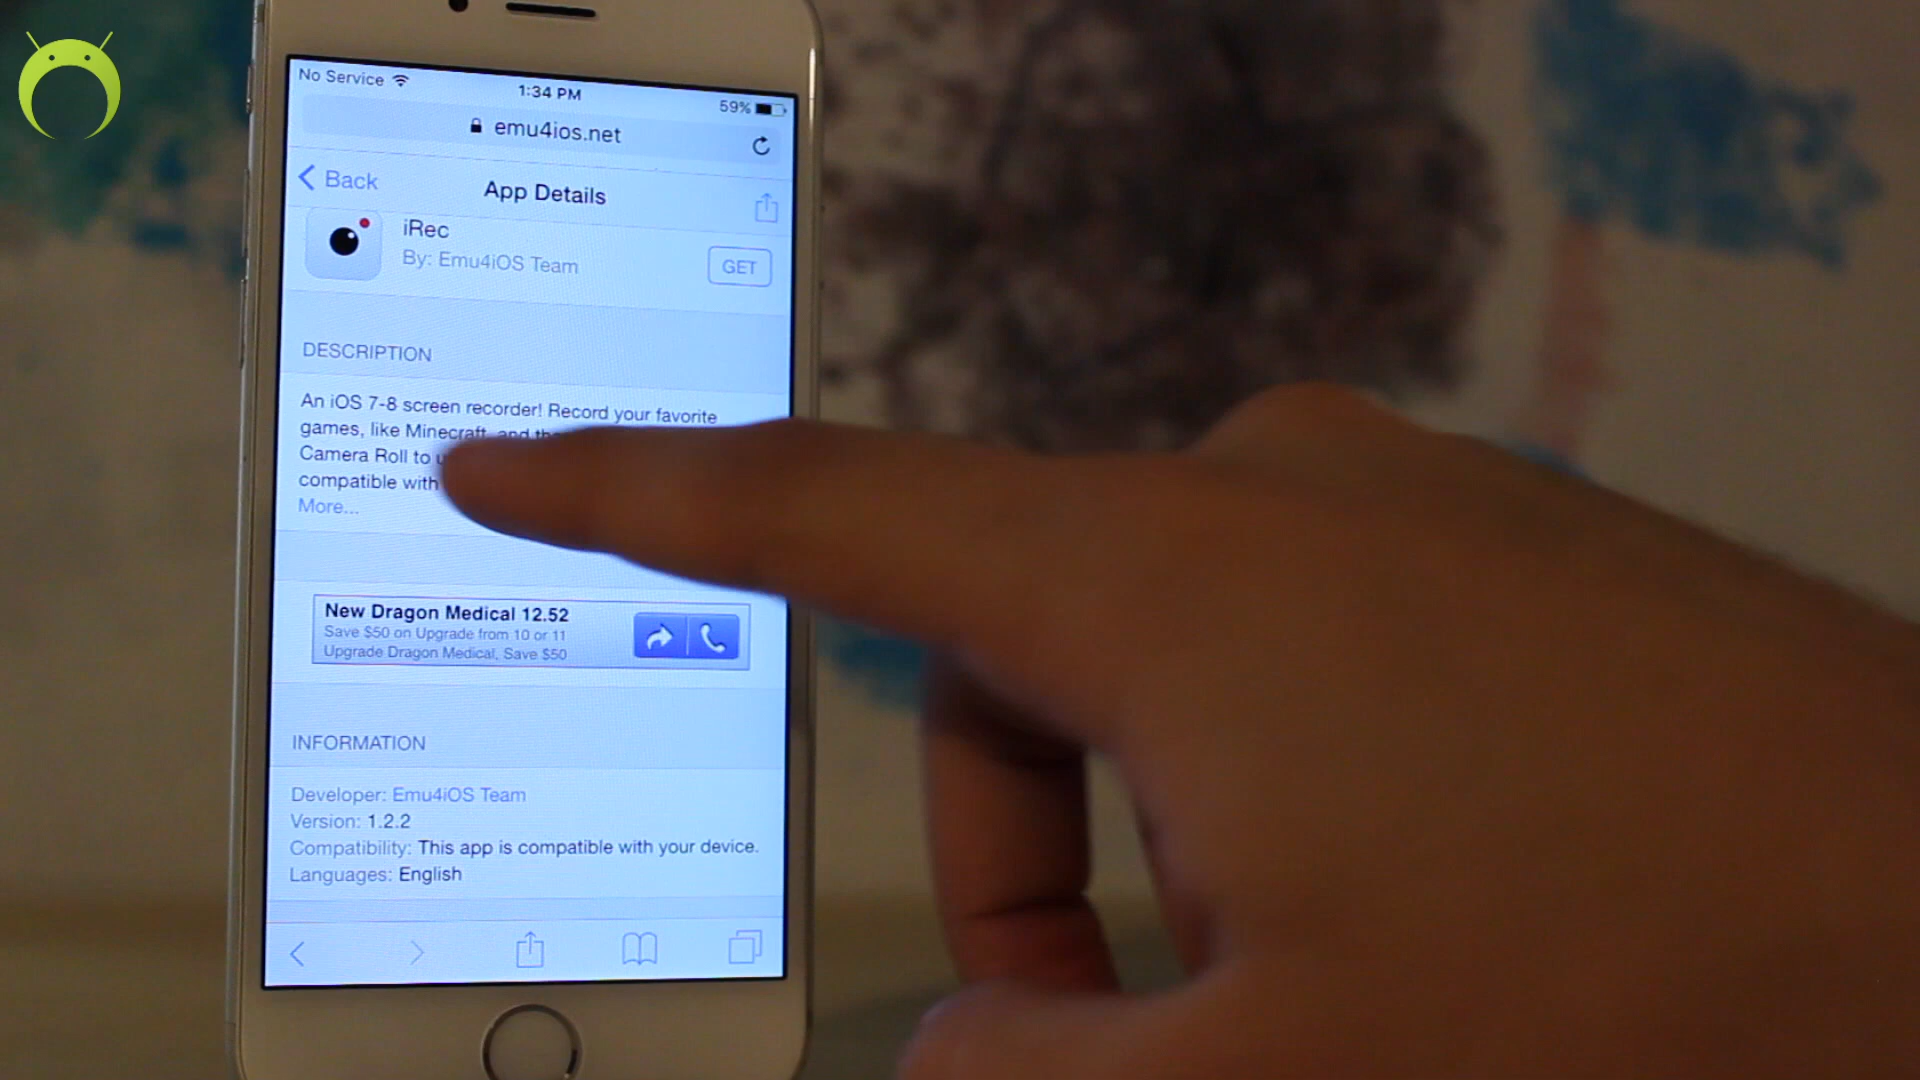 No Service
1:34 PM
59%
emu4ios.net
Back
App Details
iRec
By: Emu4iOS Team
GET
DESCRIPTION
An iOS 7-8 screen recorder! Record your favorite
games, like Minecraft, and
Camera Roll to
compatible with
More...
New Dragon Medical 12.52
Save $50 on Upgrade from 10 or 11
Upgrade Dragon Medical, Save $50
INFORMATION
Developer: Emu4iOS Team
Version: 1.2.2
Compatibility: This app is compatible with your device.
Languages: English